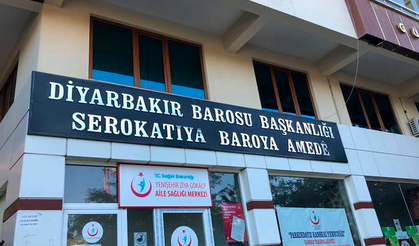 DİYARBAKIR BAROSU BAŞKANLIĞI
SEROKATIYA BAROYA AMEDÊ
T.C. Sağlık Bakanlığı
YENİŞEHİR ZİYA GÖKALP
AİLE SAĞLIĞI MERKEZİ